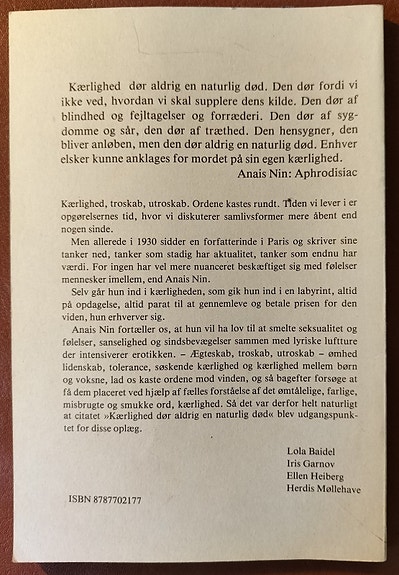 Kærlighed dør aldrig en naturlig død. Den dør fordi vi
ikke ved, hvordan vi skal supplere dens kilde. Den dør af
blindhed og fejltagelser og forræderi. Den dør af syg-
domme og sår, den dør af træthed. Den hensygner, den
bliver anløben, men den dør aldrig en naturlig død. Enhver
elsker kunne anklages for mordet på sin egen kærlighed.
Anais Nin: Aphrodisiac
Kærlighed, troskab, utroskab. Ordene kastes rundt. Tiden vi lever i er
opgørelsernes tid, hvor vi diskuterer samlivsformer mere åbent end
nogen sinde.
Men allerede i 1930 sidder en forfatterinde i Paris og skriver sine
tanker ned, tanker som stadig har aktualitet, tanker som endnu har
værdi. For ingen har vel mere nuanceret beskæftiget sig med følelser
mennesker imellem, end Anais Nin.
Selv går hun ind i kærligheden, som gik hun ind i en labyrint, altid
på opdagelse, altid parat til at gennemleve og betale prisen for den
viden, hun erhverver sig.
Anais Nin fortæller os, at hun vil ha lov til at smelte seksualitet og
følelser, sanselighed og sindsbevægelser sammen med lyriske luftture
der intensiverer erotikken. – Ægteskab, troskab, utroskab – ømhed
lidenskab, tolerance, søskende kærlighed og kærlighed mellem børn
og voksne, lad os kaste ordene mod vinden, og så bagefter forsøge at
få dem placeret ved hjælp af fælles forståelse af det ømtålelige, farlige,
misbrugte og smukke ord, kærlighed. Så det var derfor helt naturligt
at citatet »Kærlighed dør aldrig en naturlig død« blev udgangspunk-
tet for disse oplæg.
Lola Baidel
Iris Garnov
Ellen Heiberg
Herdis Møllehave
ISBN 8787702177